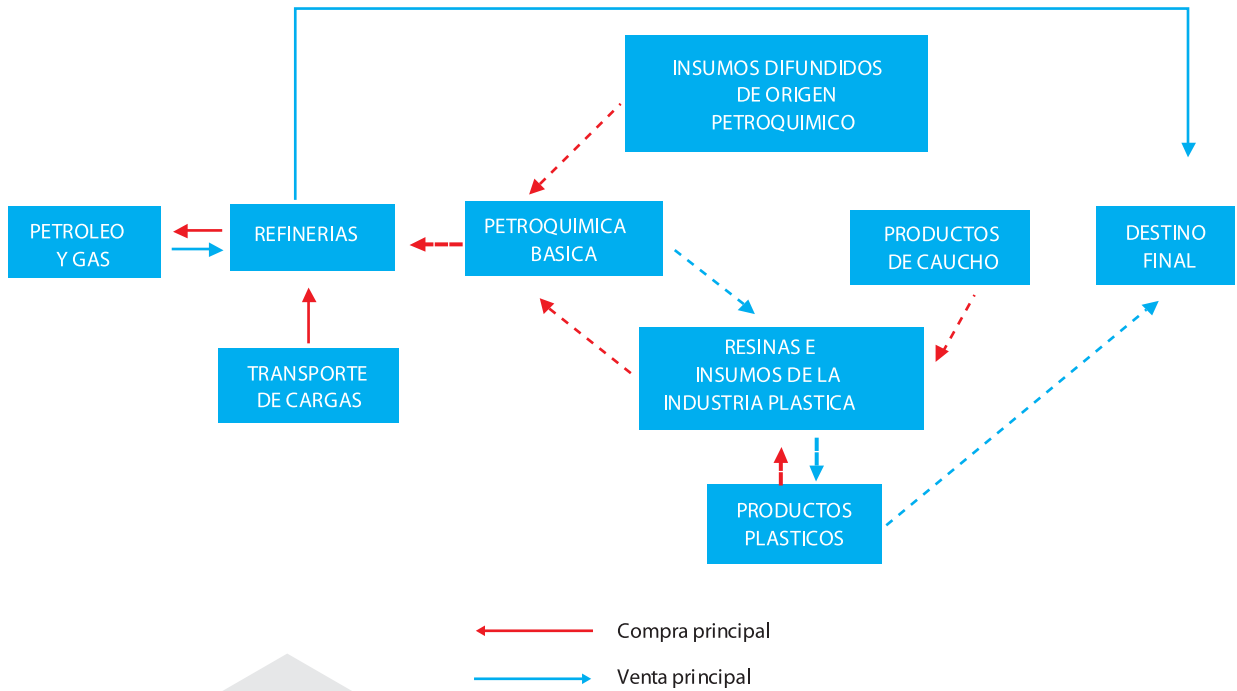 INSUMOS DIFUNDIDOS
DE ORIGEN
PETROQUIMICO
PETROLEO
Y GAS
REFINERIAS
PETROQUIMICA
BASICA
PRODUCTOS
DE CAUCHO
DESTINO
FINAL
TRANSPORTE
DE CARGAS
RESINAS E
INSUMOS DE LA
INDUSTRIA PLASTICA
PRODUCTOS
PLASTICOS
Compra principal
Venta principal